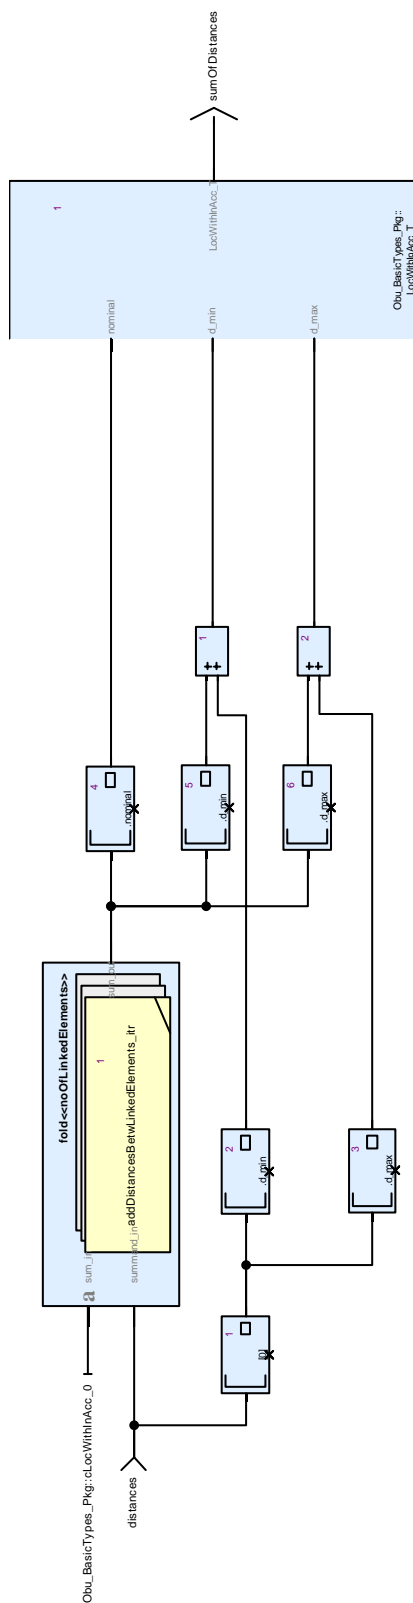 Obu_BasicTypes_Pkg::cLocWithInAcc_0
distances
a
sum_in
summand_in
fold<<noOfLinkedElements>>
1
addDistancesBetwLinkedElements_itr
1
[0]
2
.d_min
3
.d_max
4
.nominal
5
.d_min
6
.d_max
1
+
+
2
+
+
nominal
d_min
d_max
1
Obu_BasicTypes_Pkg::
LocWithInAcc_T
sumOfDistances